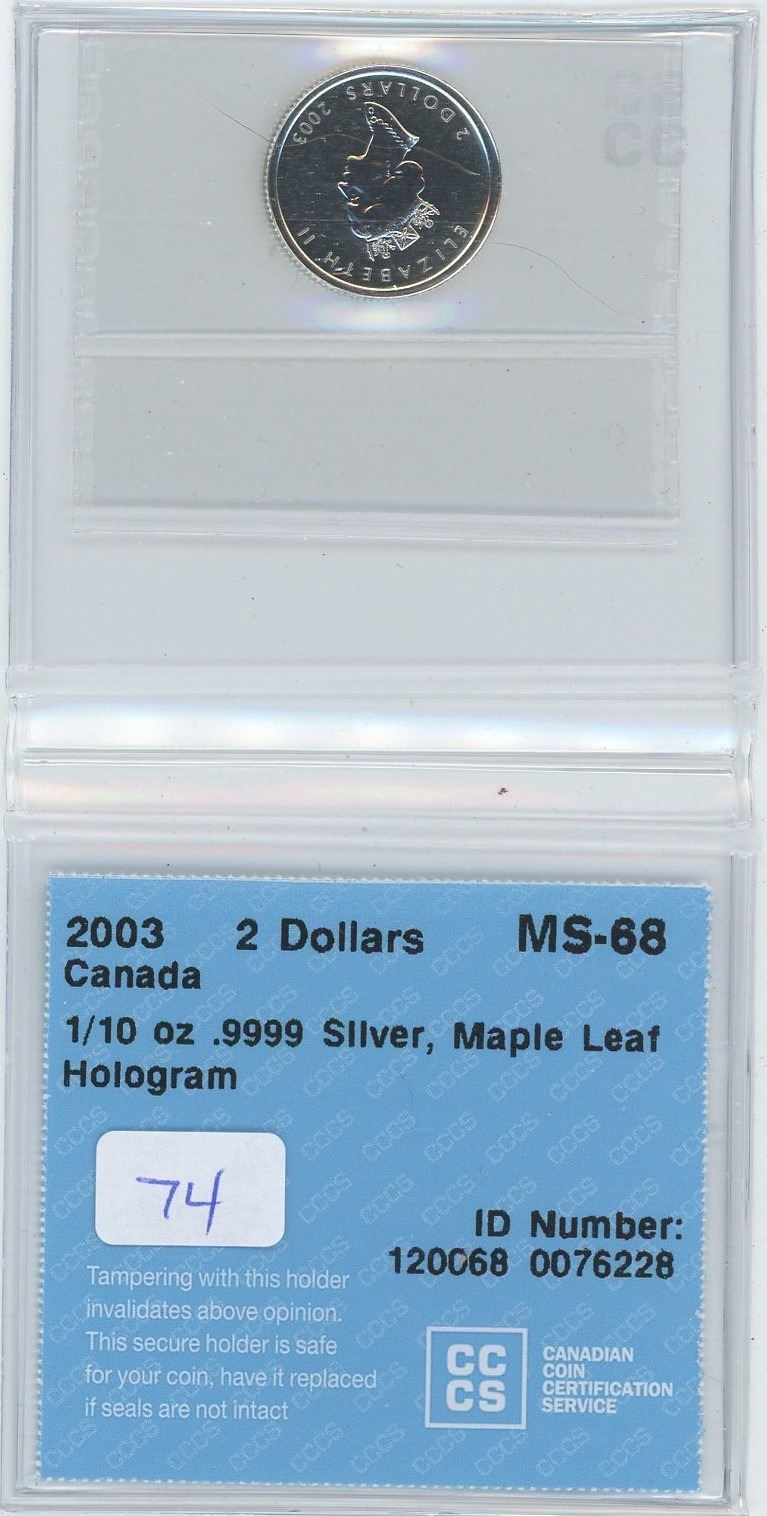 ELIZABETH II
2 DOLLARS 2003
2003 2 Dollars MS-68
Canada
1/10 oz .9999 Silver, Maple Leaf
Hologram
74
ID Number:
120068 0076228
Tampering with this holder
invalidates above opinion.
This secure holder is safe
for your coin, have it replaced
if seals are not intact
CC
CS
CANADIAN
COIN
CERTIFICATION
SERVICE